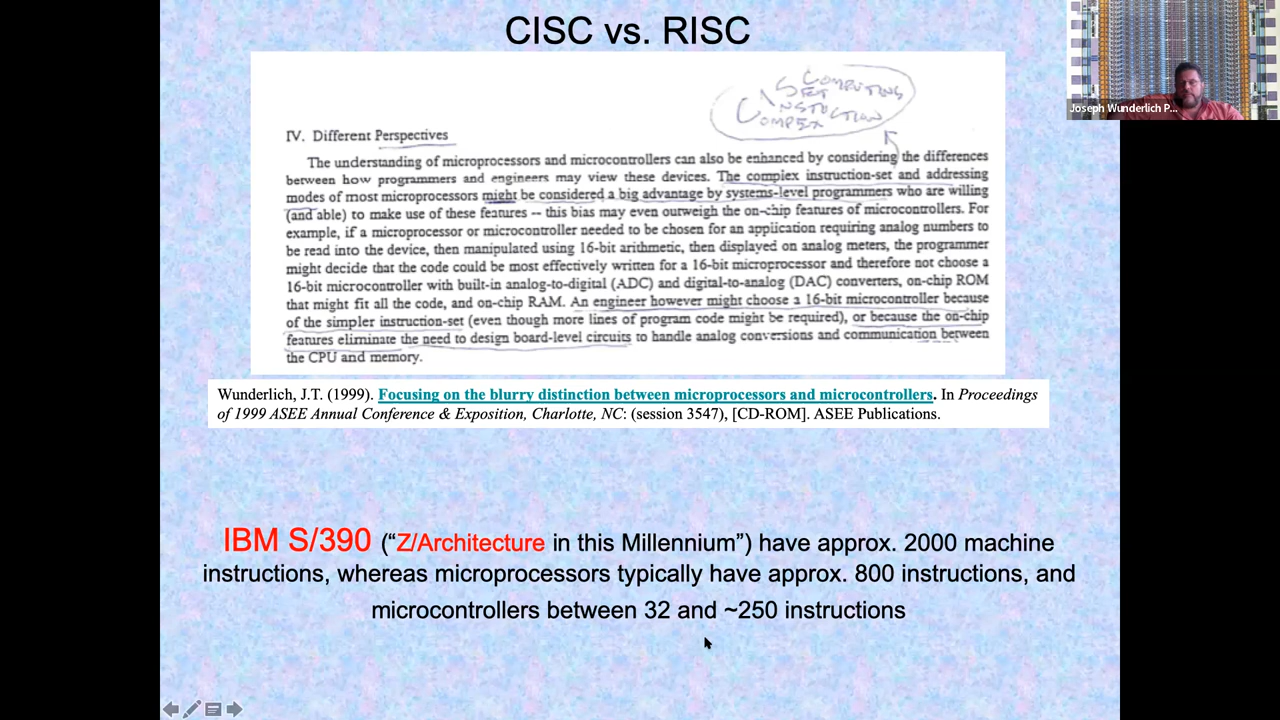 CISC vs. RISC
Joseph Wunderlich P...
COMPUTING
SET
INSTUCTION
COMPLEX
IV. Different Perspectives
The understanding of microprocessors and microcontrollers can also be enhanced by considering the differences
between how programmers and engineers may view these devices. The complex instruction-set and addressing
modes of most microprocessors might be considered a big advantage by systems-level programmers who are willing
(and able) to make use of these features -- this bias may even outweigh the on-chip features of microcontrollers. For
example, if a microprocessor or microcontroller needed to be chosen for an application requiring analog numbers to
be read into the device, then manipulated using 16-bit arithmetic, then displayed on analog meters, the programmer
might decide that the code could be most effectively written for a 16-bit microprocessor and therefore not choose a
16-bit microcontroller with built-in analog-to-digital (ADC) and digital-to-analog (DAC) converters, on-chip ROM
that might fit all the code, and on-chip RAM. An engineer however might choose a 16-bit microcontroller because
of the simpler instruction-set (even though more lines of program code might be required), or because the on-chip
features eliminate the need to design board-level circuits to handle analog conversions and communication between
the CPU and memory.
Wunderlich, J.T. (1999). Focusing on the blurry distinction between microprocessors and microcontrollers. In Proceedings
of 1999 ASEE Annual Conference & Exposition, Charlotte, NC: (session 3547), [CD-ROM]. ASEE Publications.
IBM S/390 (“Z/Architecture in this Millennium”) have approx. 2000 machine
instructions, whereas microprocessors typically have approx. 800 instructions, and
microcontrollers between 32 and ~250 instructions